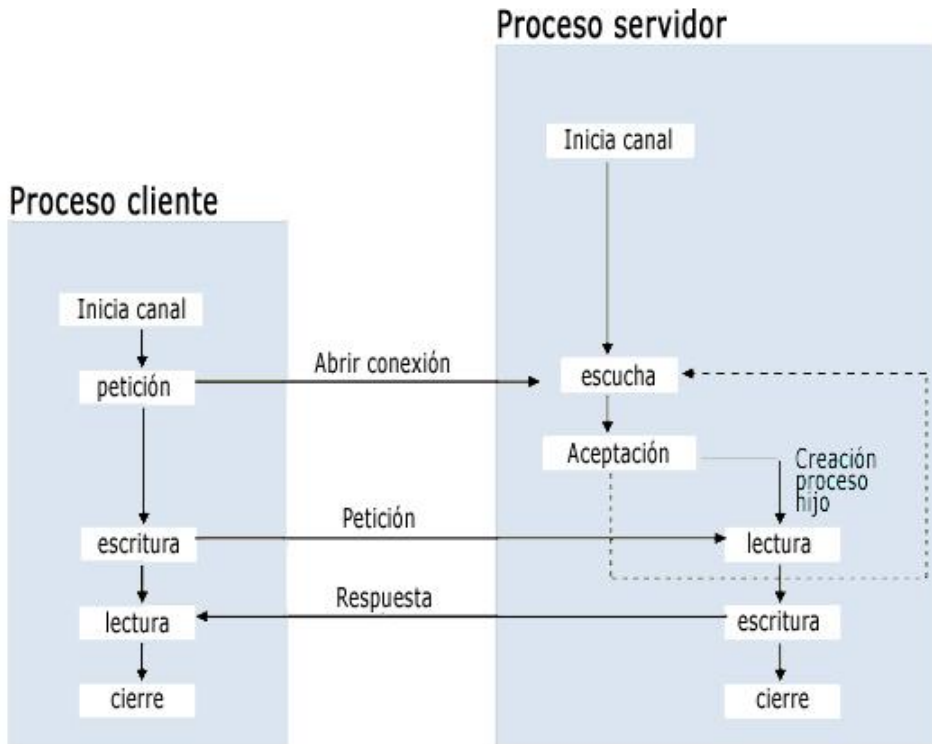 Proceso servidor
Inicia canal
Proceso cliente
Inicia canal
Abrir conexión
petición
escucha
Aceptación
Creación
proceso
hijo
Petición
escritura
lectura
Respuesta
lectura
escritura
cierre
cierre